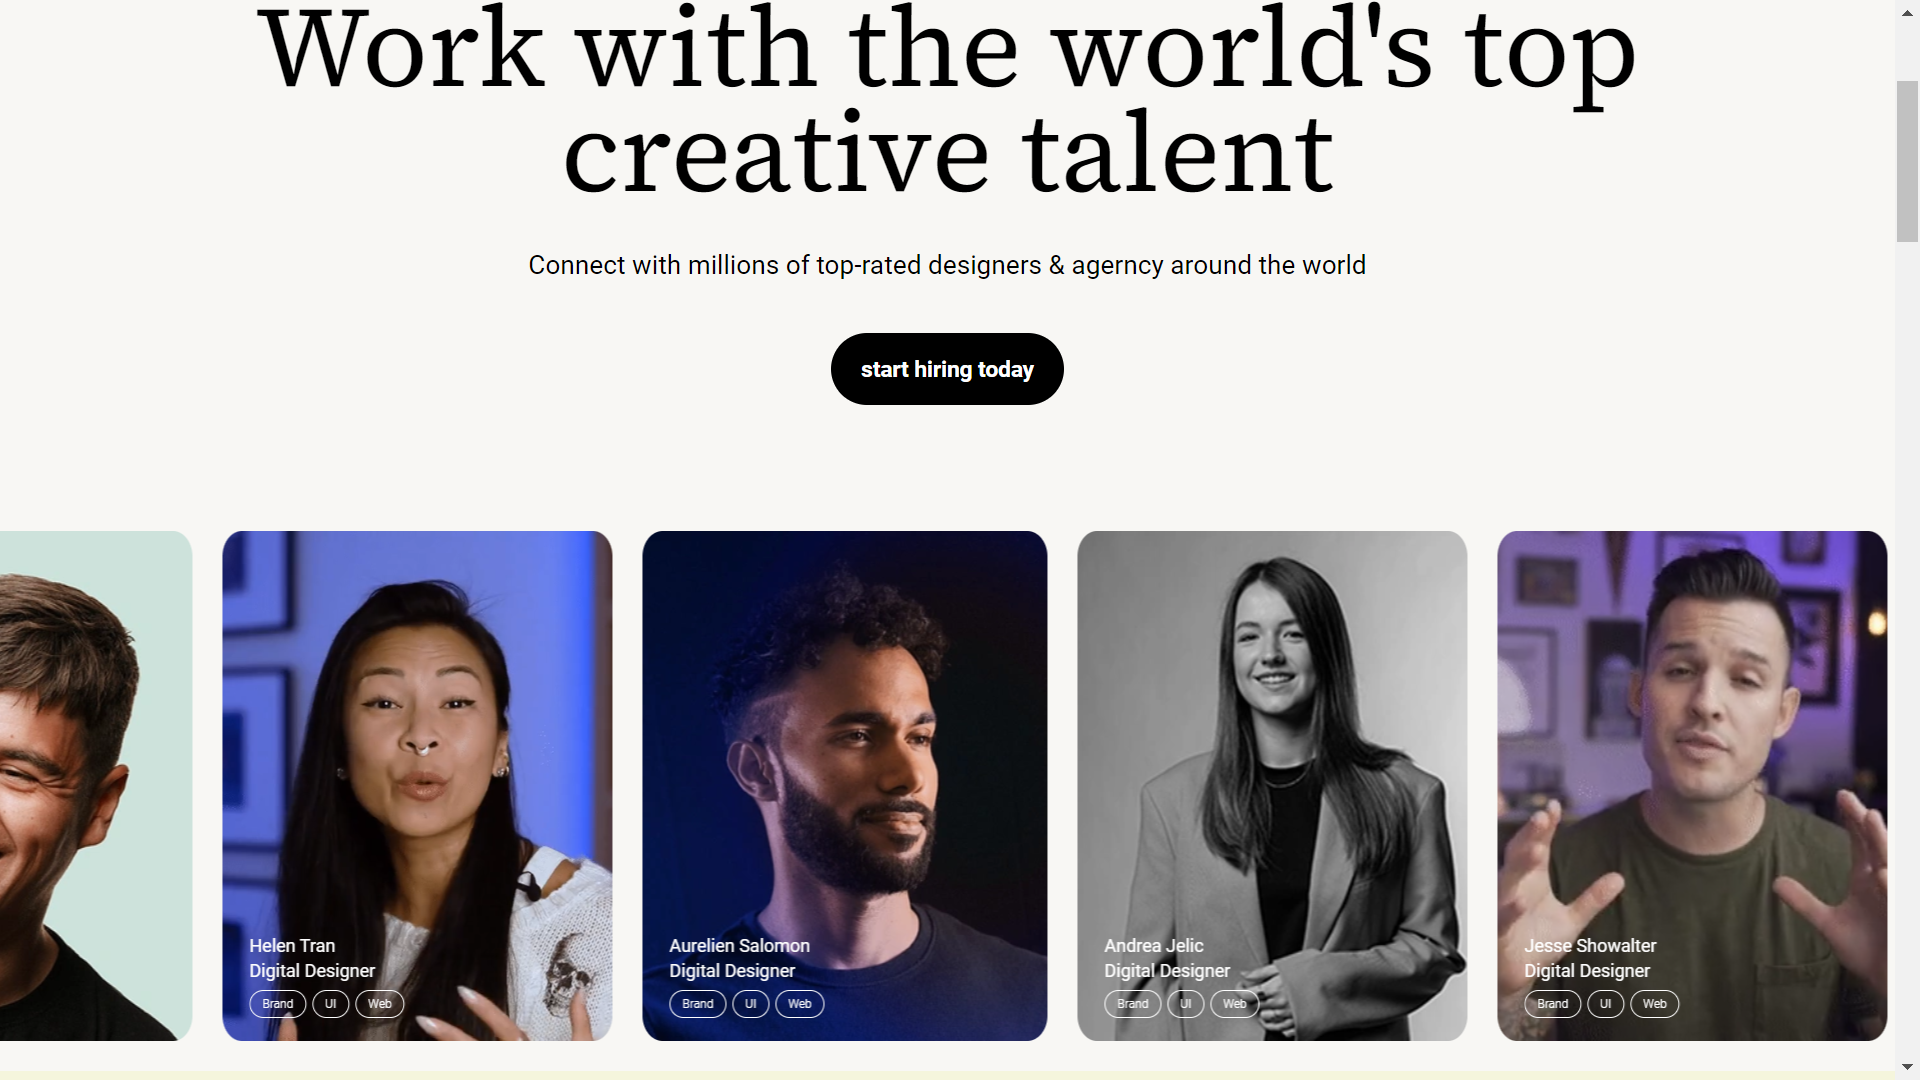 Work with the world's top
creative talent
Connect with millions of top-rated designers & agerncy around the world
start hiring today
Helen Tran
Digital Designer
Brand UI Web
Aurelien Salomon
Digital Designer
Brand UI Web
Andrea Jelic
Digital Designer
Brand UI Web
Jesse Showalter
Digital Designer
Brand UI Web